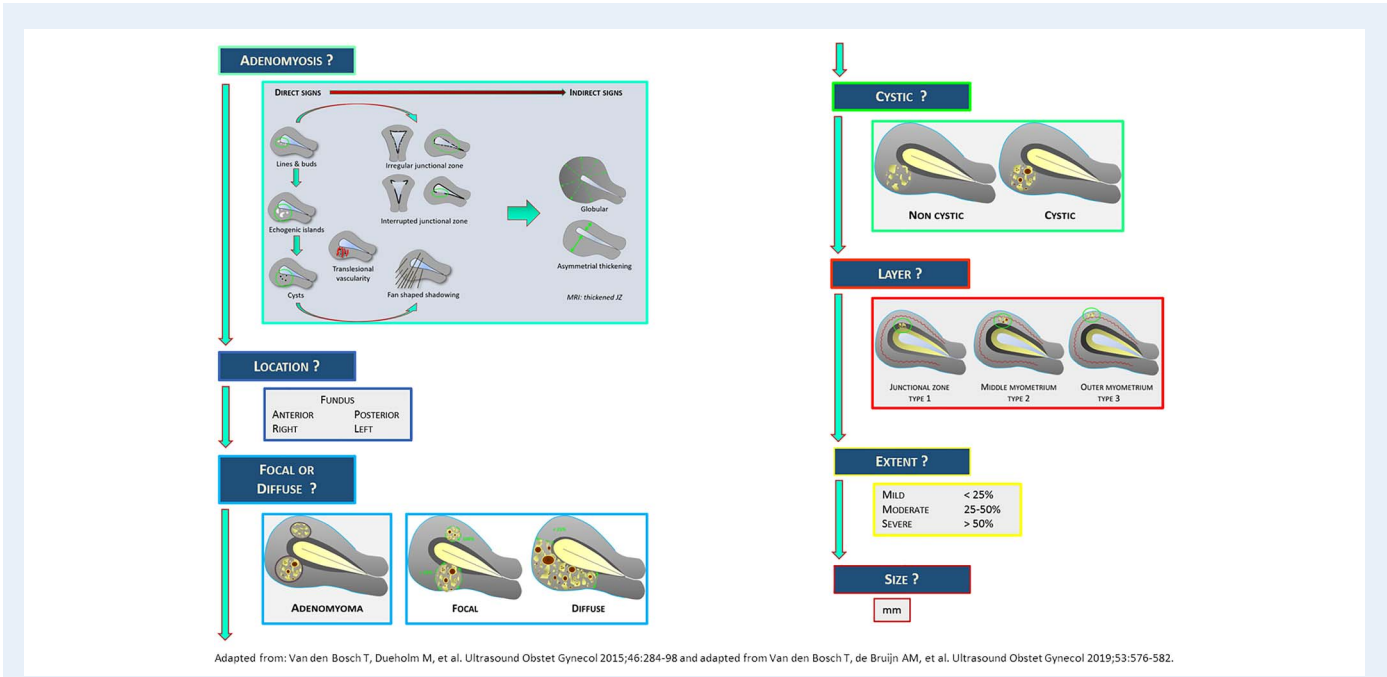 ADENOMYOSIS ?
DIRECT SIGNS
INDIRECT SIGNS
Lines & buds
Irregular junctional zone
Interrupted junctional zone
Globular
Echogenic islands
Translesional
vascularity
Asymmetrial thickening
Cysts
Fan shaped shadowing
MRI: thickened JZ
LOCATION ?
FUNDUS
ANTERIOR POSTERIOR
RIGHT LEFT
FOCAL OR
DIFFUSE ?
ADENOMYOMA
FOCAL
DIFFUSE
CYSTIC ?
NON CYSTIC
CYSTIC
LAYER ?
JUNCTIONAL ZONE
TYPE 1
MIDDLE MYOMETRIUM
TYPE 2
OUTER MYOMETRIUM
TYPE 3
EXTENT ?
MILD < 25%
MODERATE 25-50%
SEVERE > 50%
SIZE ?
mm
Adapted from: Van den Bosch T, Dueholm M, et al. Ultrasound Obstet Gynecol 2015;46:284-98 and adapted from Van den Bosch T, de Bruijn AM, et al. Ultrasound Obstet Gynecol 2019;53:576-582.